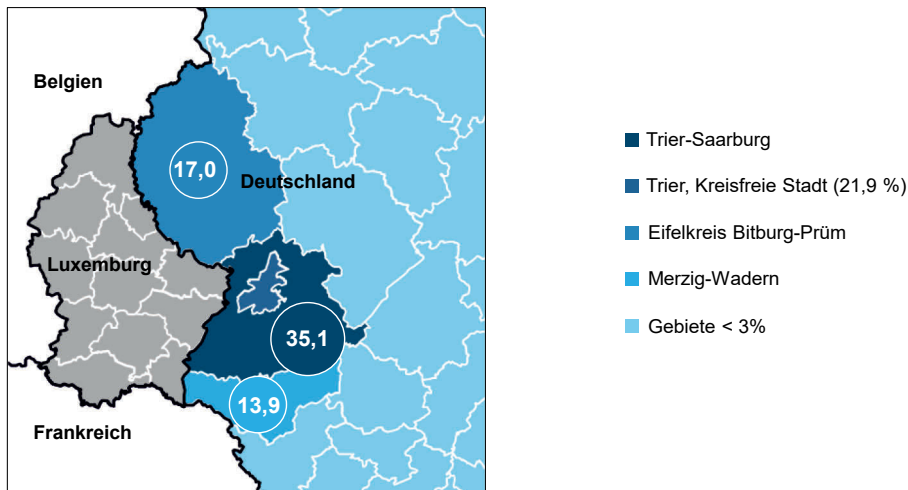 Belgien
17,0
Deutschland
Luxemburg
35,1
13,9
Frankreich
Trier-Saarburg
Trier, Kreisfreie Stadt (21,9 %)
Eifelkreis Bitburg-Prüm
Merzig-Wadern
Gebiete < 3%